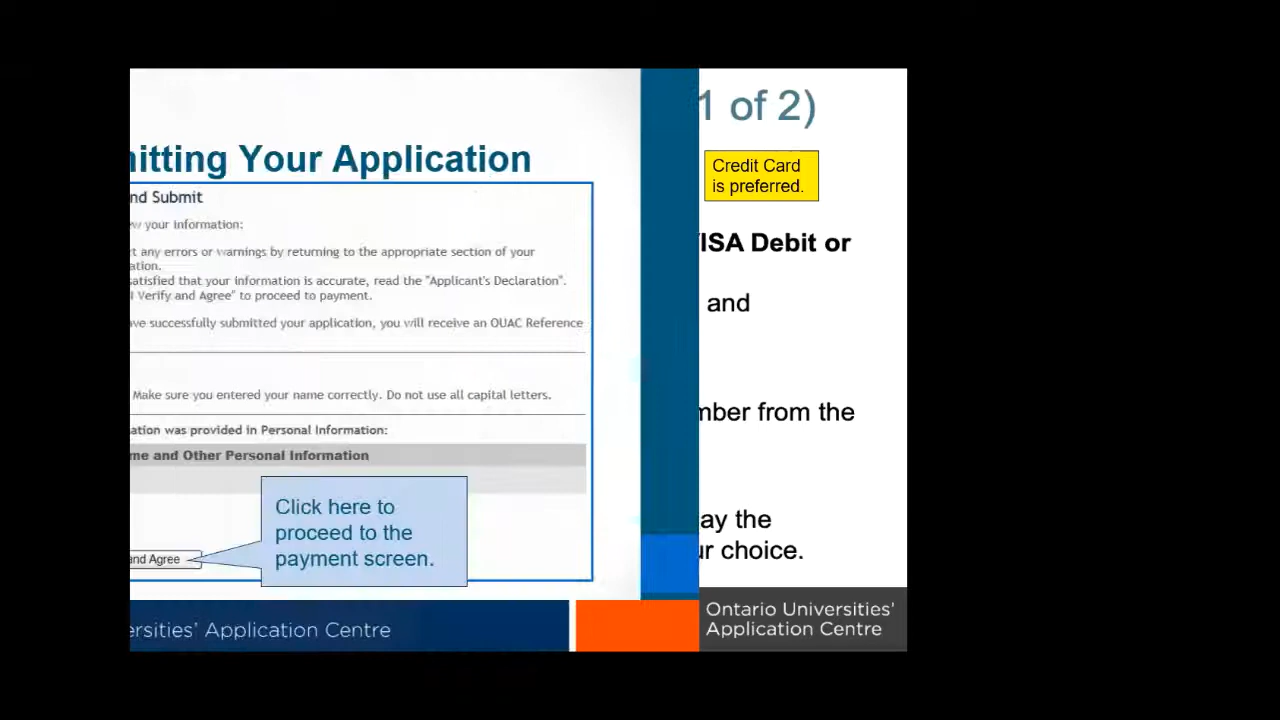 itting Your Application
nd Submit
w your information:
t any errors or warnings by returning to the appropriate section of your
ation.
satisfied that your information is accurate, read the "Applicant's Declaration".
I Verify and Agree" to proceed to payment.
ve successfully submitted your application, you will receive an OUAC Reference
Make sure you entered your name correctly. Do not use all capital letters.
ation was provided in Personal Information:
me and Other Personal Information
Click here to
proceed to the
payment screen.
nd Agree
ersities' Application Centre
1 of 2)
Credit Card
is preferred.
ISA Debit or
and
mber from the
ay the
ur choice.
Ontario Universities'
Application Centre